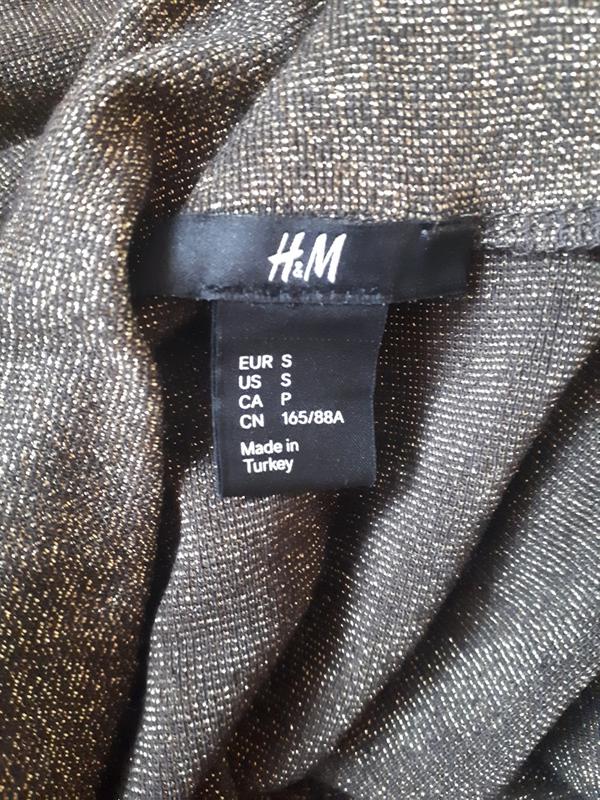 H&M
EUR S
US S
CA P
CN 165/88A
Made in
Turkey